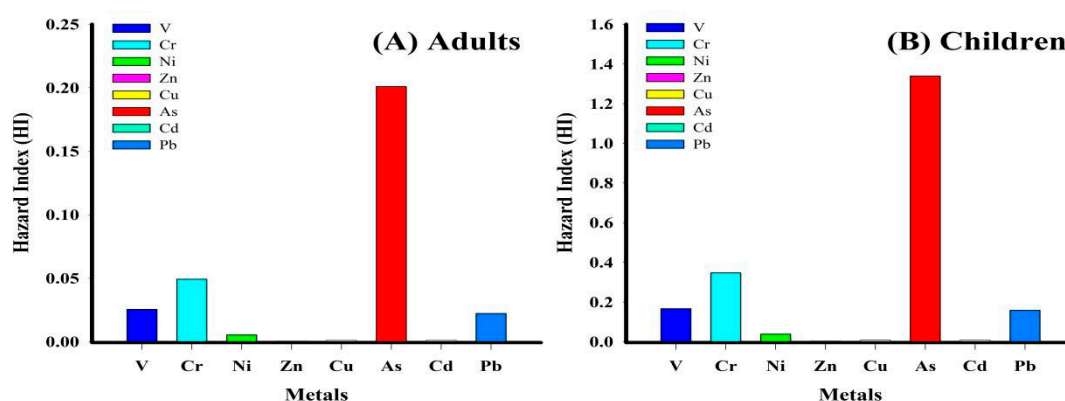 (A) Adults
Hazard Index (HI)
0.25
0.20
0.15
0.10
0.05
0.00
V
Cr
Ni
Zn
Cu
As
Cd
Pb
V Cr Ni Zn Cu As Cd Pb
Metals
(B) Children
Hazard Index (HI)
1.6
1.4
1.2
1.0
0.8
0.6
0.4
0.2
0.0
V
Cr
Ni
Zn
Cu
As
Cd
Pb
V Cr Ni Zn Cu As Cd Pb
Metals